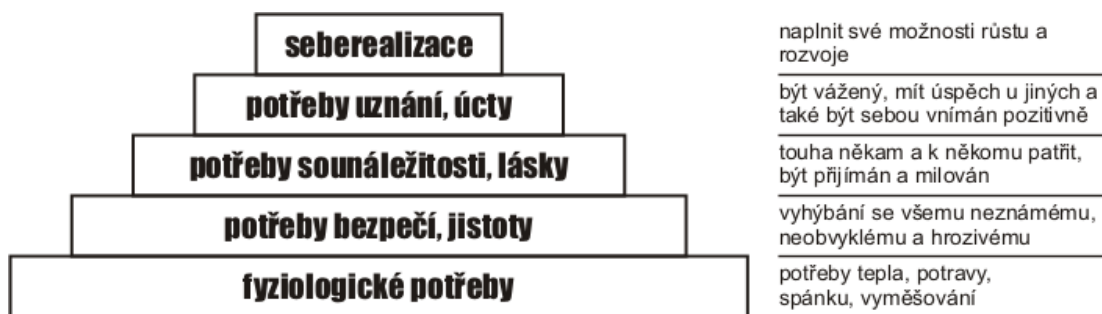 seberealizace
naplnit své možnosti růstu a
rozvoje
potřeby uznání, úcty
být vážený, mít úspěch u jiných a
také být sebou vnímán pozitivně
potřeby sounáležitosti, lásky
touha někam a k někomu patřit,
být přijímán a milován
potřeby bezpečí, jistoty
vyhýbání se všemu neznámému,
neobvyklému a hrozivému
fyziologické potřeby
potřeby tepla, potravy,
spánku, vyměšování